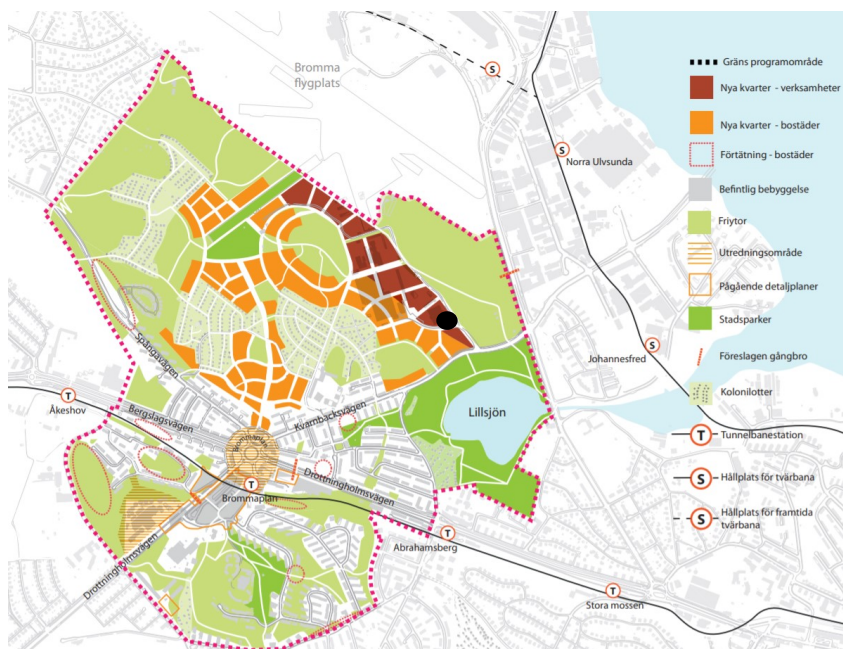 Bromma
flygplats
S
S
Norra Ulvsunda
Johannesfred
S
T
Åkeshov
Spångavägen
Bergslagsvägen
Kvarnbacksvägen
Brommaplan
Lillsjön
T
Brommaplan
Drottningholmsvägen
Drottningholmsvägen
T
Abrahamsberg
T
Stora mossen
Gräns programområde
Nya kvarter - verksamheter
Nya kvarter - bostäder
Förtätning - bostäder
Befintlig bebyggelse
Friytor
Utredningsområde
Pågående detaljplaner
Stadsparker
Föreslagen gångbro
Kolonilotter
T
Tunnelbanestation
S
Hållplats för tvärbana
S
Hållplats för framtida
tvärbana